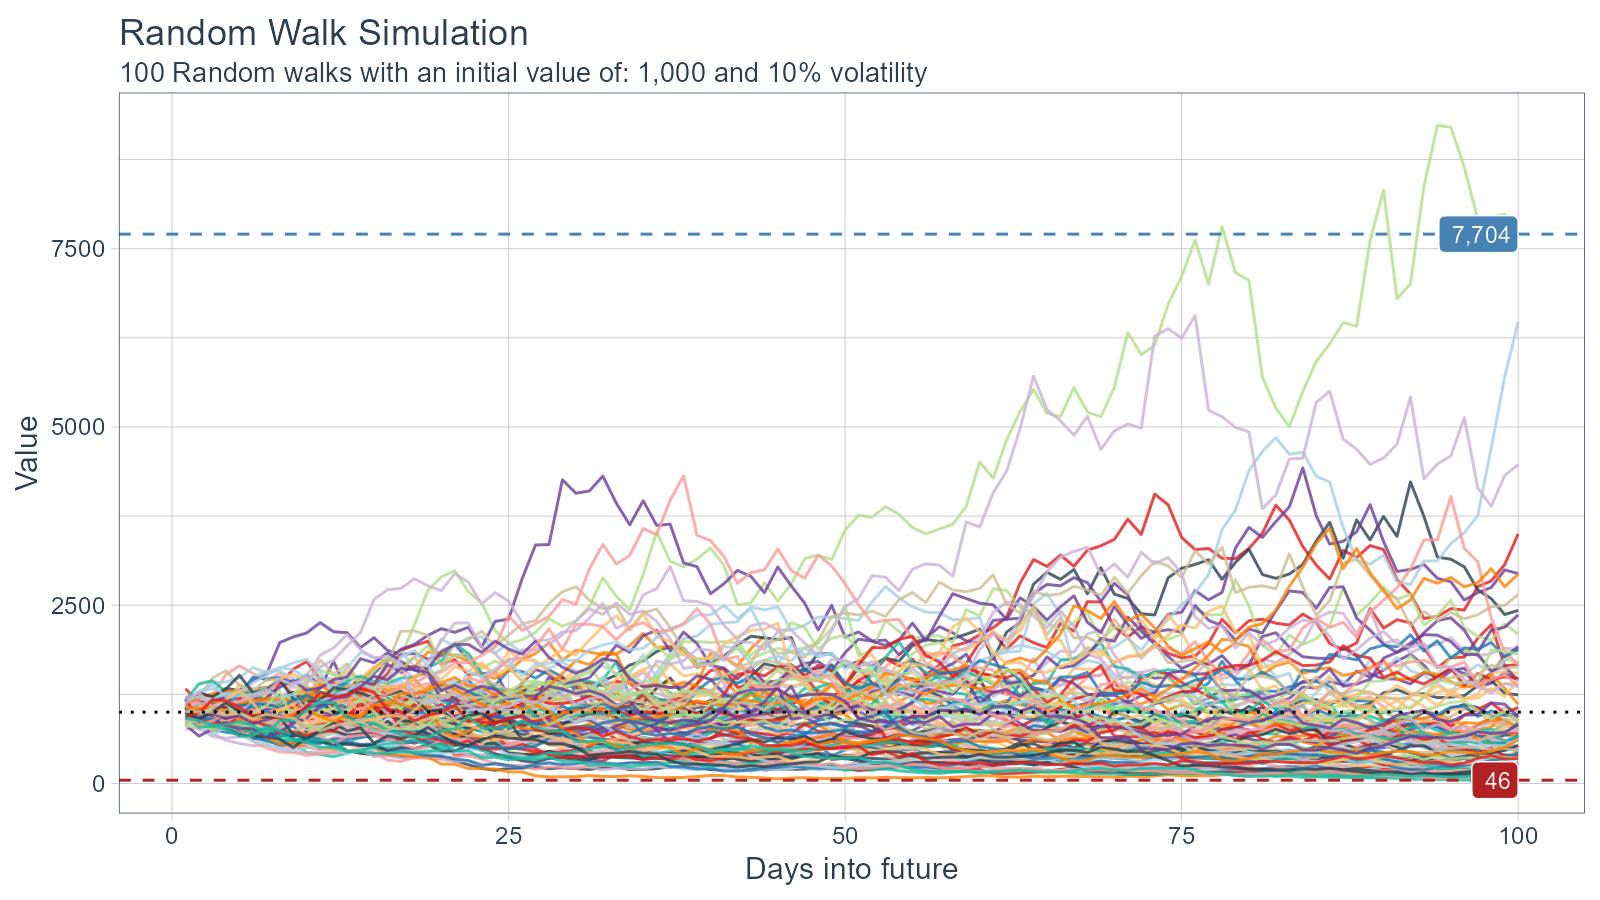 Random Walk Simulation
100 Random walks with an initial value of: 1,000 and 10% volatility
7,704
7500
5000
Value
2500
46
0
0 25 50 75 100
Days into future